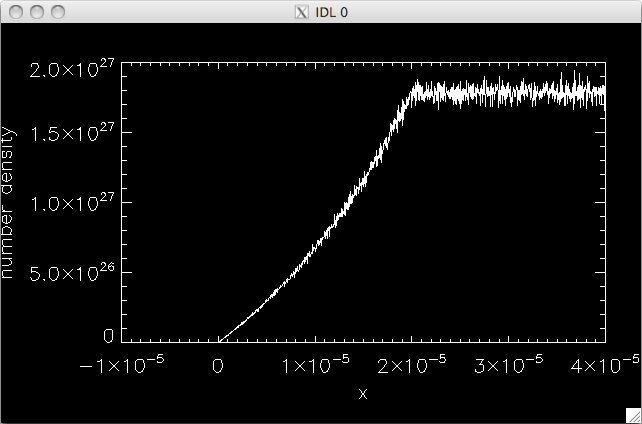 IDL 0
2.0×10²⁷
1.5×10²⁷
1.0×10²⁷
5.0×10²⁶
0
number density
−1×10⁻⁵ 0 1×10⁻⁵ 2×10⁻⁵ 3×10⁻⁵ 4×10⁻⁵
x